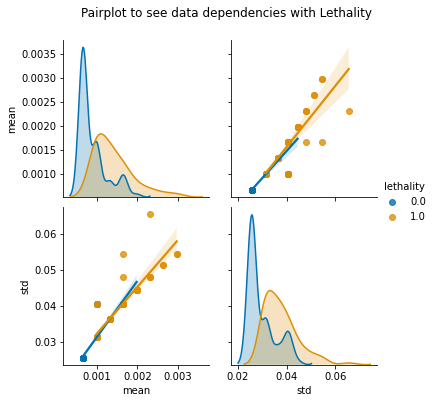 Pairplot to see data dependencies with Lethality
0.0035
0.0030
0.0025
0.0020
0.0015
0.0010
mean
lethality
0.0
1.0
0.06
0.05
0.04
0.03
std
0.001 0.002 0.003
mean
0.02 0.04 0.06
std